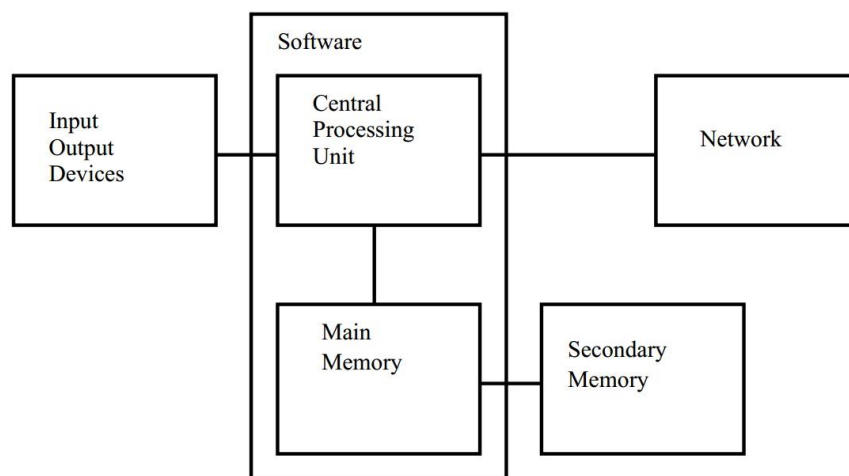 Software
Input
Output
Devices
Central
Processing
Unit
Network
Main
Memory
Secondary
Memory